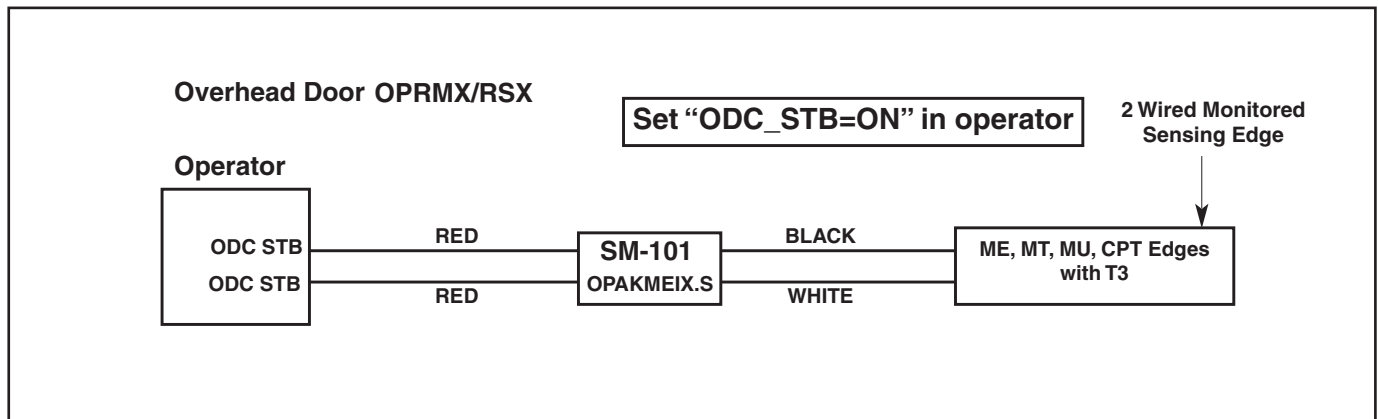 Overhead Door OPRMX/RSX
Set “ODC_STB=ON” in operator
2 Wired Monitored
Sensing Edge
Operator
ODC STB
ODC STB
RED
RED
SM-101
OPAKMEIX.S
BLACK
WHITE
ME, MT, MU, CPT Edges
with T3